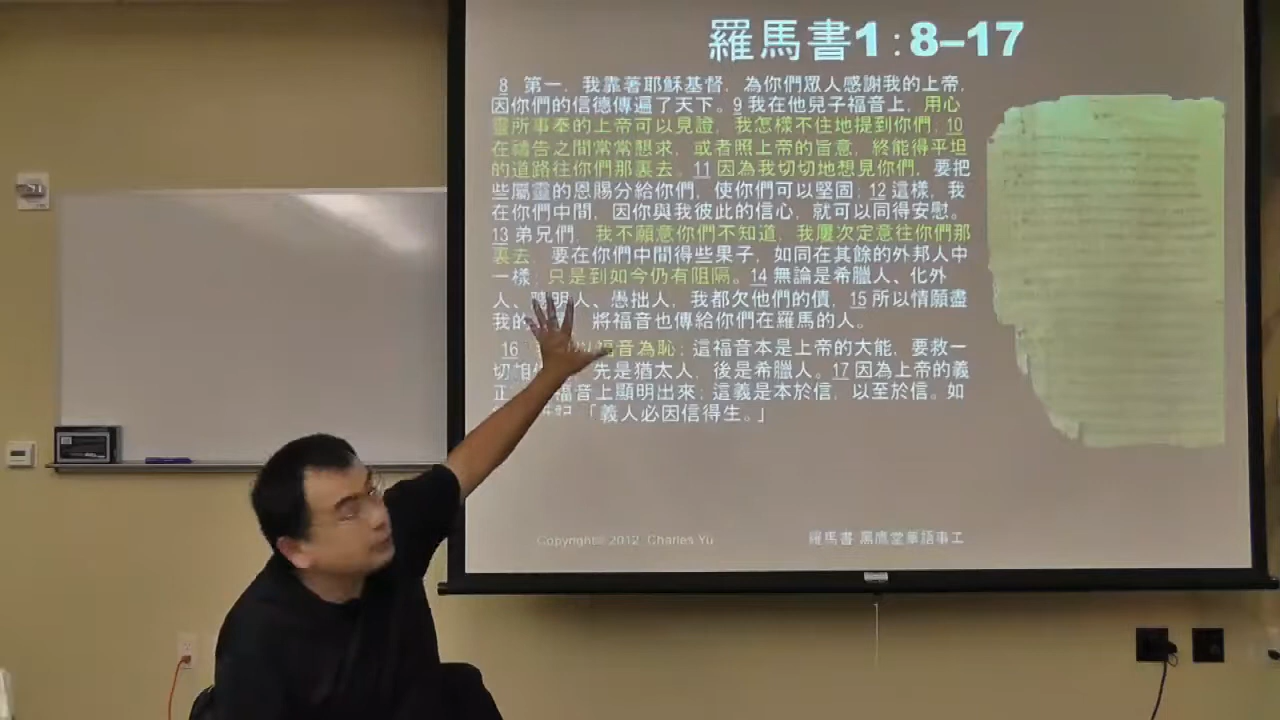 羅馬書1:8–17
8 第一，我靠著耶穌基督，為你們眾人感謝我的上帝，
因你們的信德傳遍了天下。9 我在他兒子福音上，用心
靈所事奉的上帝可以見證，我怎樣不住地提到你們；10
在禱告之間常常懇求，或者照上帝的旨意，終能得平坦
的道路往你們那裏去。11 因為我切切地想見你們，要把
些屬靈的恩賜分給你們，使你們可以堅固；12 這樣，我
在你們中間，因你與我彼此的信心，就可以同得安慰。
13 弟兄們，我不願意你們不知道，我屢次定意往你們那
裏去，要在你們中間得些果子，如同在其餘的外邦人中
一樣；只是到如今仍有阻隔。14 無論是希臘人、化外
人、聰明人、愚拙人，我都欠他們的債，15 所以情願盡
我的 將福音也傳給你們在羅馬的人。
16 福音為恥；這福音本是上帝的大能，要救一
切相 先是猶太人，後是希臘人。17 因為上帝的義
正 福音上顯明出來；這義是本於信，以至於信。如
「義人必因信得生。」
Copyright© 2012, Charles Yu
羅馬書 黑鷹堂華語事工